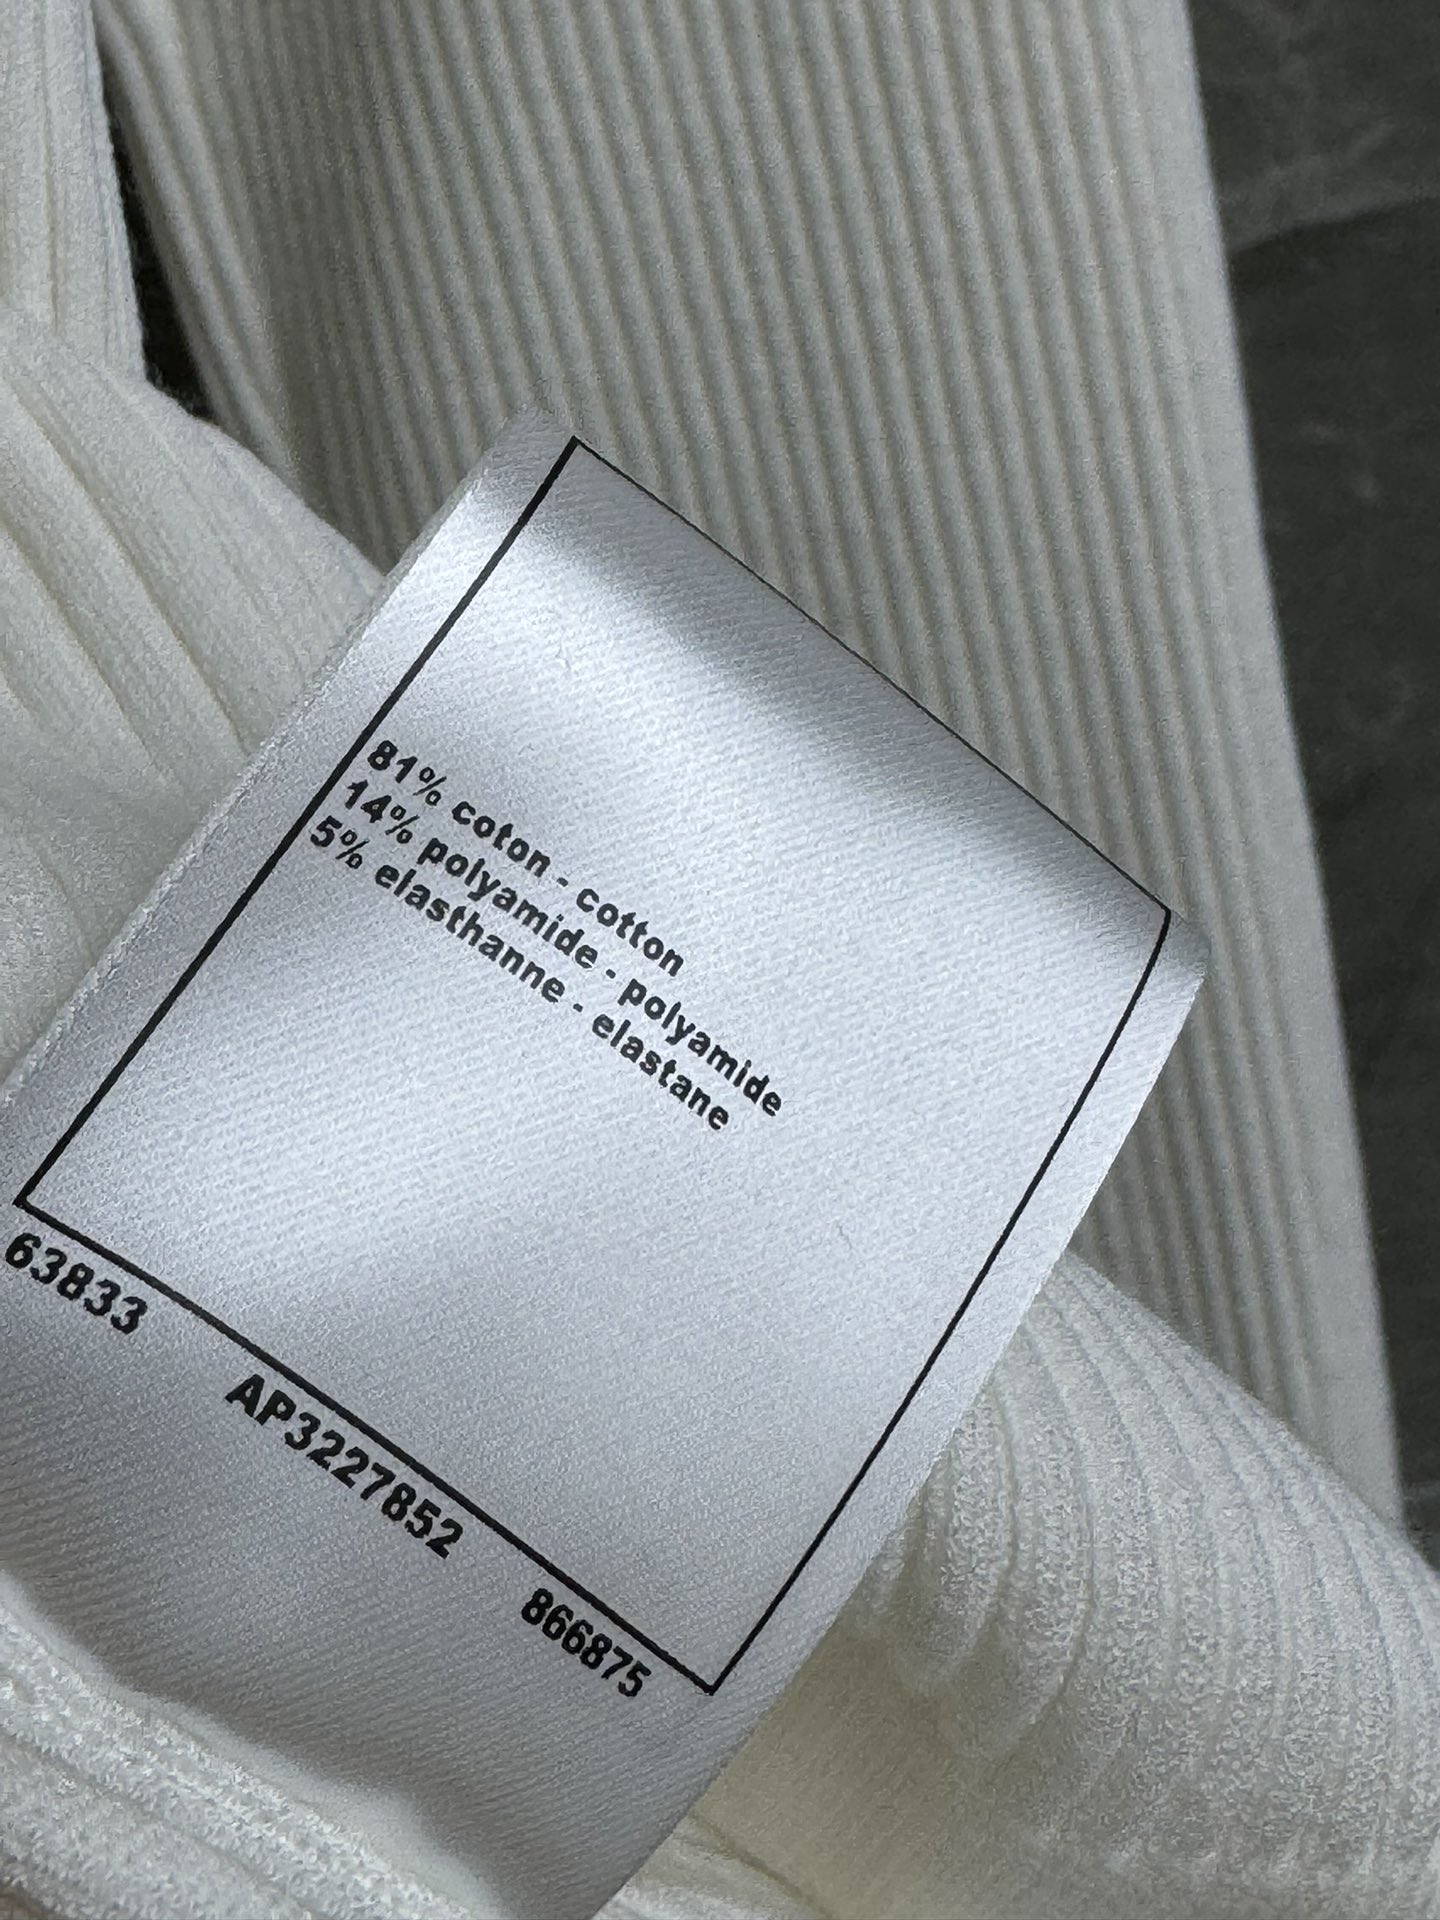 81% coton - cotton
14% polyamide - polyamide
5% elasthanne - elastane
63833 AP3227852 866875